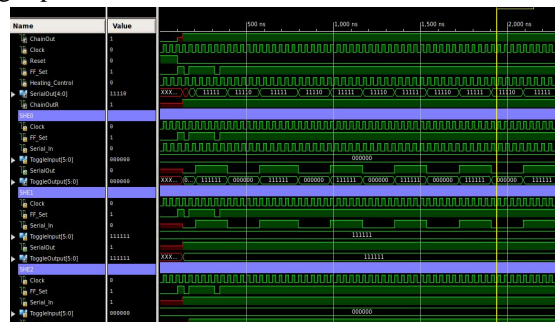 Name Value
500 ns 1,000 ns 1,500 ns 2,000 ns
ChainOut 1
Clock 0
Reset 0
FF_Set 1
Heating_Control 0
SerialOut[4:0] 11110 XXX... 11111 11110 11111 11110 11111 11110 11111 11110 11111
ChainOutR 1
SHE0
Clock 0
FF_Set 1
Serial_In 0
ToggleInput[5:0] 000000 000000
SerialOut 0
ToggleOutput[5:0] 000000 XXX... 0... 111111 000000 111111 000000 111111 000000 111111 000000 111111
SHE1
Clock 0
FF_Set 1
Serial_In 0
ToggleInput[5:0] 111111 111111
SerialOut 1
ToggleOutput[5:0] 111111 XXX... 111111
SHE2
Clock 0
FF_Set 1
Serial_In 1
ToggleInput[5:0] 000000 000000